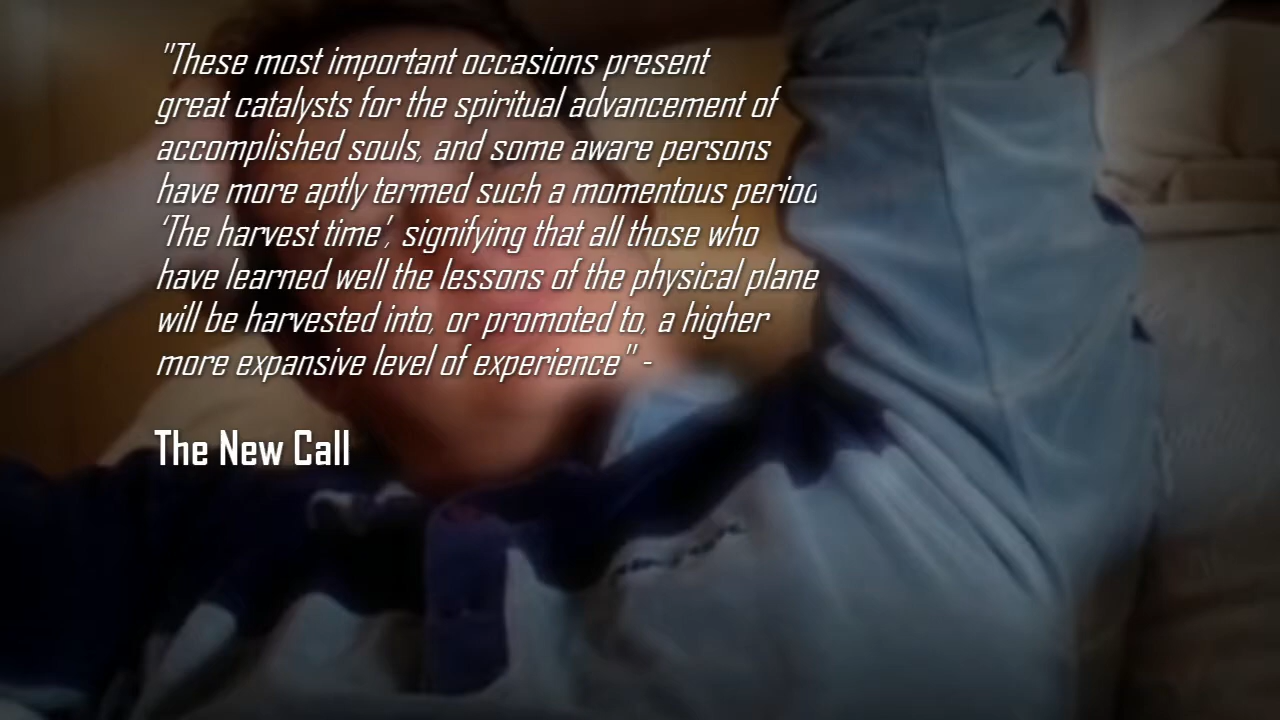 "These most important occasions present
great catalysts for the spiritual advancement of
accomplished souls, and some aware persons
have more aptly termed such a momentous period
'The harvest time', signifying that all those who
have learned well the lessons of the physical plane
will be harvested into, or promoted to, a higher
more expansive level of experience" -
The New Call